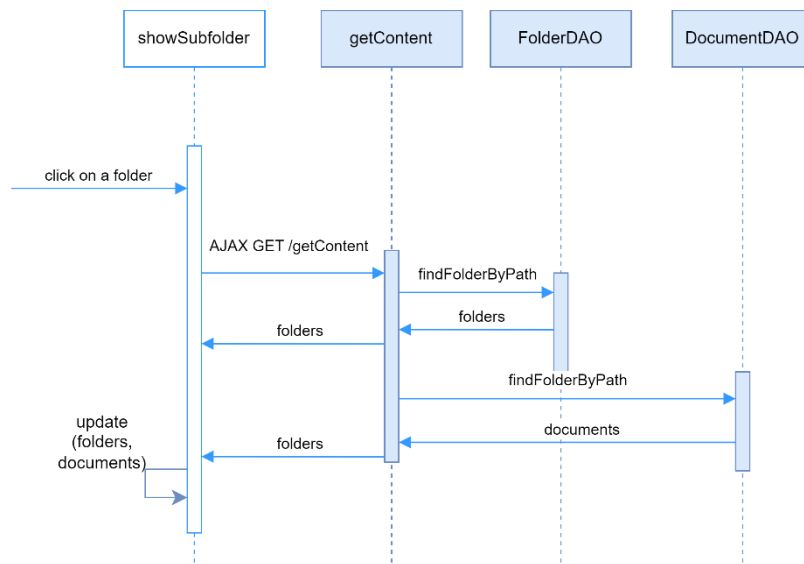 showSubfolder
getContent
FolderDAO
DocumentDAO
click on a folder
AJAX GET /getContent
findFolderByPath
folders
folders
findFolderByPath
update
(folders,
documents)
documents
folders